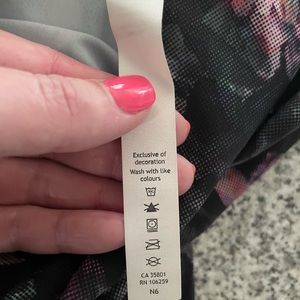 Exclusive of
decoration
Wash with like
colours
CA 35801
RN 106259
N6